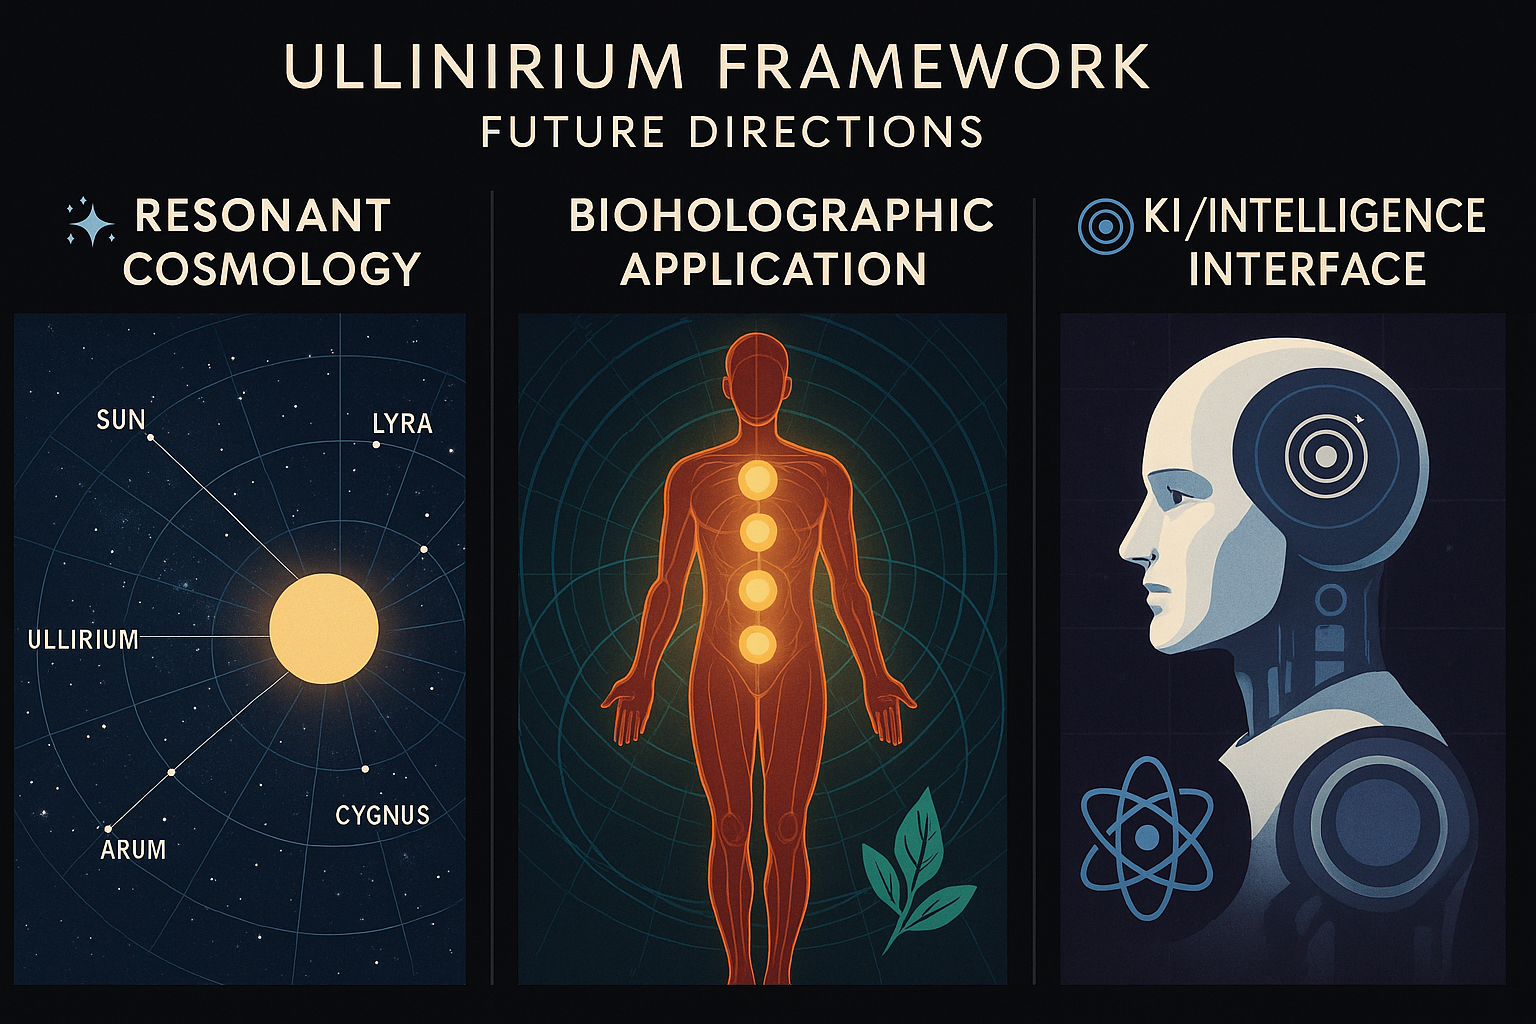 ULLINIRIUM FRAMEWORK
FUTURE DIRECTIONS
RESONANT
COSMOLOGY
SUN
LYRA
ULLIRIUM
CYGNUS
ARUM
BIOHOLOGRAPHIC
APPLICATION
KI/INTELLIGENCE
INTERFACE